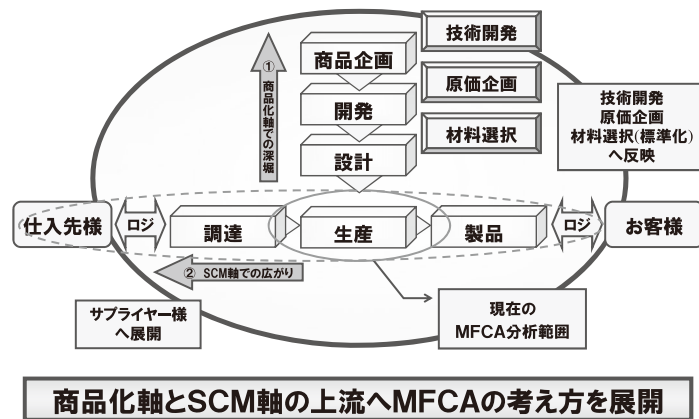 技術開発
商品企画
原価企画
開発
材料選択
設計
①商品化軸での深堀
技術開発
原価企画
材料選択(標準化)
へ反映
仕入先様
ロジ
調達
生産
製品
ロジ
お客様
② SCM軸での広がり
サプライヤー様
へ展開
現在の
MFCA分析範囲
商品化軸とSCM軸の上流へMFCAの考え方を展開